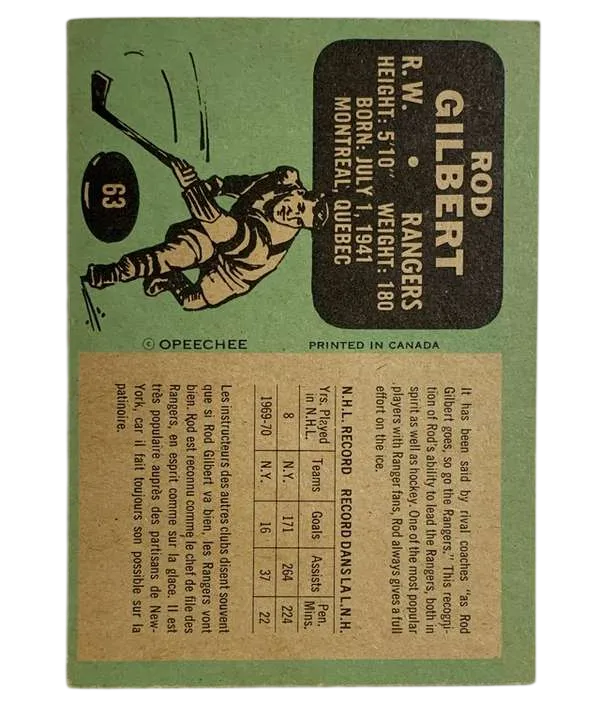 ROD
GILBERT
R. W. • RANGERS
HEIGHT: 5'10" WEIGHT: 180
BORN: JULY 1, 1941
MONTREAL, QUEBEC
63
© OPEECHEE
PRINTED IN CANADA
It has been said by rival coaches "as Rod
Gilbert goes, so go the Rangers." This recogni-
tion of Rod's ability to lead the Rangers, both in
spirit as well as hockey. One of the most popular
players with Ranger fans, Rod always gives a full
effort on the ice.
N.H.L. RECORD RECORD DANS LA L.N.H.
Yrs. Played in N.H.L. Teams Goals Assists Pen. Mins.
8 N.Y. 171 264 224
1969-70 N.Y. 16 37 22
Les instructeurs des autres clubs disent souvent
que si Rod Gilbert va bien, les Rangers vont
bien. Rod est reconnu comme le chef de file des
Rangers, en esprit comme sur la glace. Il est
très populaire auprès des partisans de New-
York, car il fait toujours son possible sur la
patinoire.